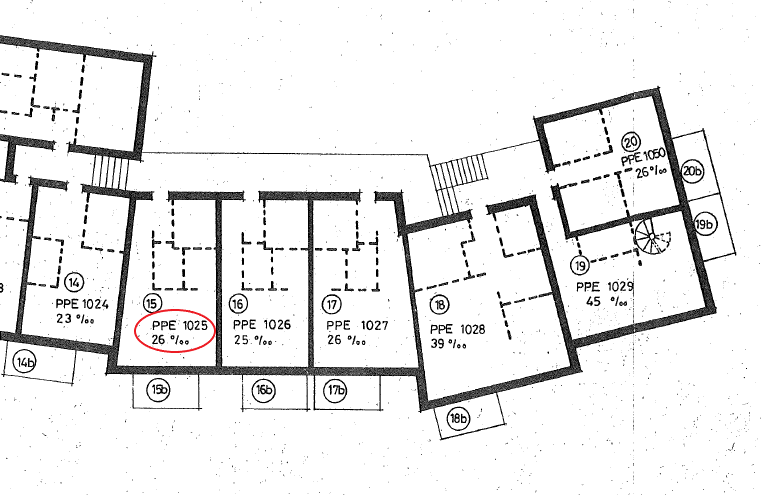 14
PPE 1024
23 °/oo
14b
15
PPE 1025
26 °/oo
15b
16
PPE 1026
25 °/oo
16b
17
PPE 1027
26 °/oo
17b
18
PPE 1028
39 °/oo
18b
19
PPE 1029
45 °/oo
19b
20
PPE 1050
26 °/oo
20b